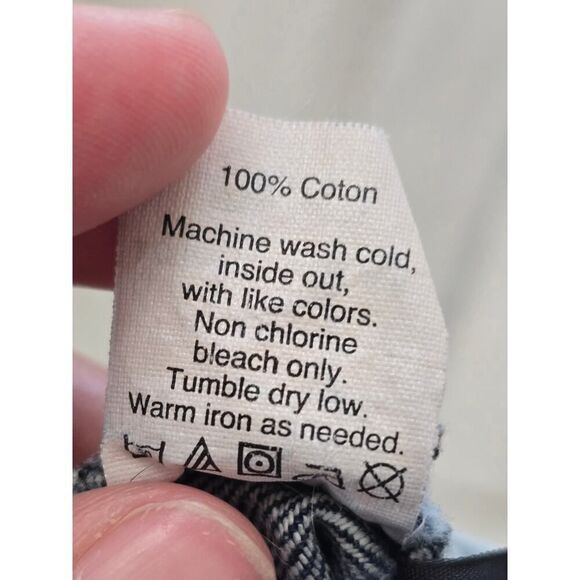 100% Coton
Machine wash cold,
inside out,
with like colors.
Non chlorine
bleach only.
Tumble dry low.
Warm iron as needed.